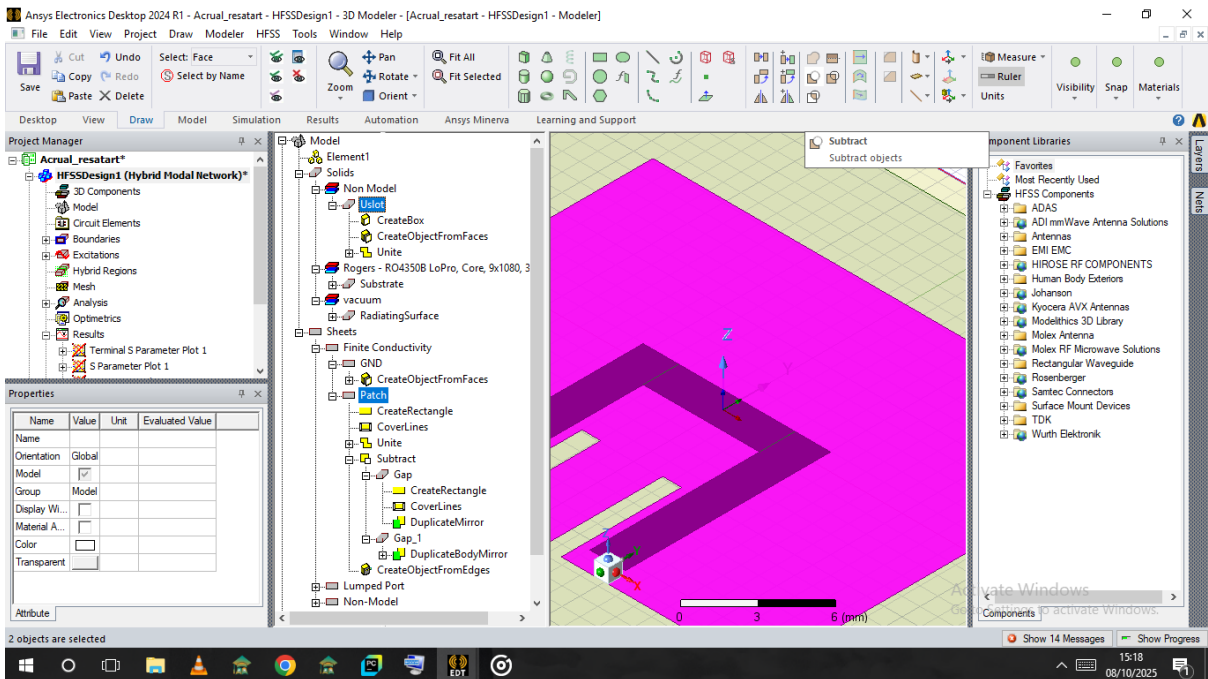 Ansys Electronics Desktop 2024 R1 - Acrual_resatart - HFSSDesign1 - 3D Modeler - [Acrual_resatart - HFSSDesign1 - Modeler]
File Edit View Project Draw Modeler HFSS Tools Window Help
Save
Cut Undo
Copy Redo
Paste Delete
Select: Face
Select by Name
Zoom
Pan
Rotate
Orient
Fit All
Fit Selected
Measure
Ruler
Units
Visibility Snap Materials
Desktop View Draw Model Simulation Results Automation Ansys Minerva Learning and Support
Project Manager
Acrual_resatart*
HFSSDesign1 (Hybrid Modal Network)*
3D Components
Model
Circuit Elements
Boundaries
Excitations
Hybrid Regions
Mesh
Analysis
Optimetrics
Results
Terminal S Parameter Plot 1
S Parameter Plot 1
Properties
Name Value Unit Evaluated Value
Name
Orientation Global
Model
Group Model
Display Wi...
Material A...
Color
Transparent
Attribute
Model
Element1
Solids
Non Model
Uslot
CreateBox
CreateObjectFromFaces
Unite
Rogers - RO4350B LoPro, Core, 9x1080, 3
Substrate
vacuum
RadiatingSurface
Sheets
Finite Conductivity
GND
CreateObjectFromFaces
Patch
CreateRectangle
CoverLines
Unite
Subtract
Gap
CreateRectangle
CoverLines
DuplicateMirror
Gap_1
DuplicateBodyMirror
CreateObjectFromEdges
Lumped Port
Non-Model
Subtract
Subtract objects
Z
Y
Z
Y
X
0 3 6 (mm)
mponent Libraries
Favorites
Most Recently Used
HFSS Components
ADAS
ADI mmWave Antenna Solutions
Antennas
EMI EMC
HIROSE RF COMPONENTS
Human Body Exteriors
Johanson
Kyocera AVX Antennas
Modelithics 3D Library
Molex Antenna
Molex RF Microwave Solutions
Rectangular Waveguide
Rosenberger
Samtec Connectors
Surface Mount Devices
TDK
Wurth Elektronik
Components
Layers
Nets
Activate Windows
Go to Settings to activate Windows.
2 objects are selected
Show 14 Messages Show Progress
PC
EDT
15:18
08/10/2025
1